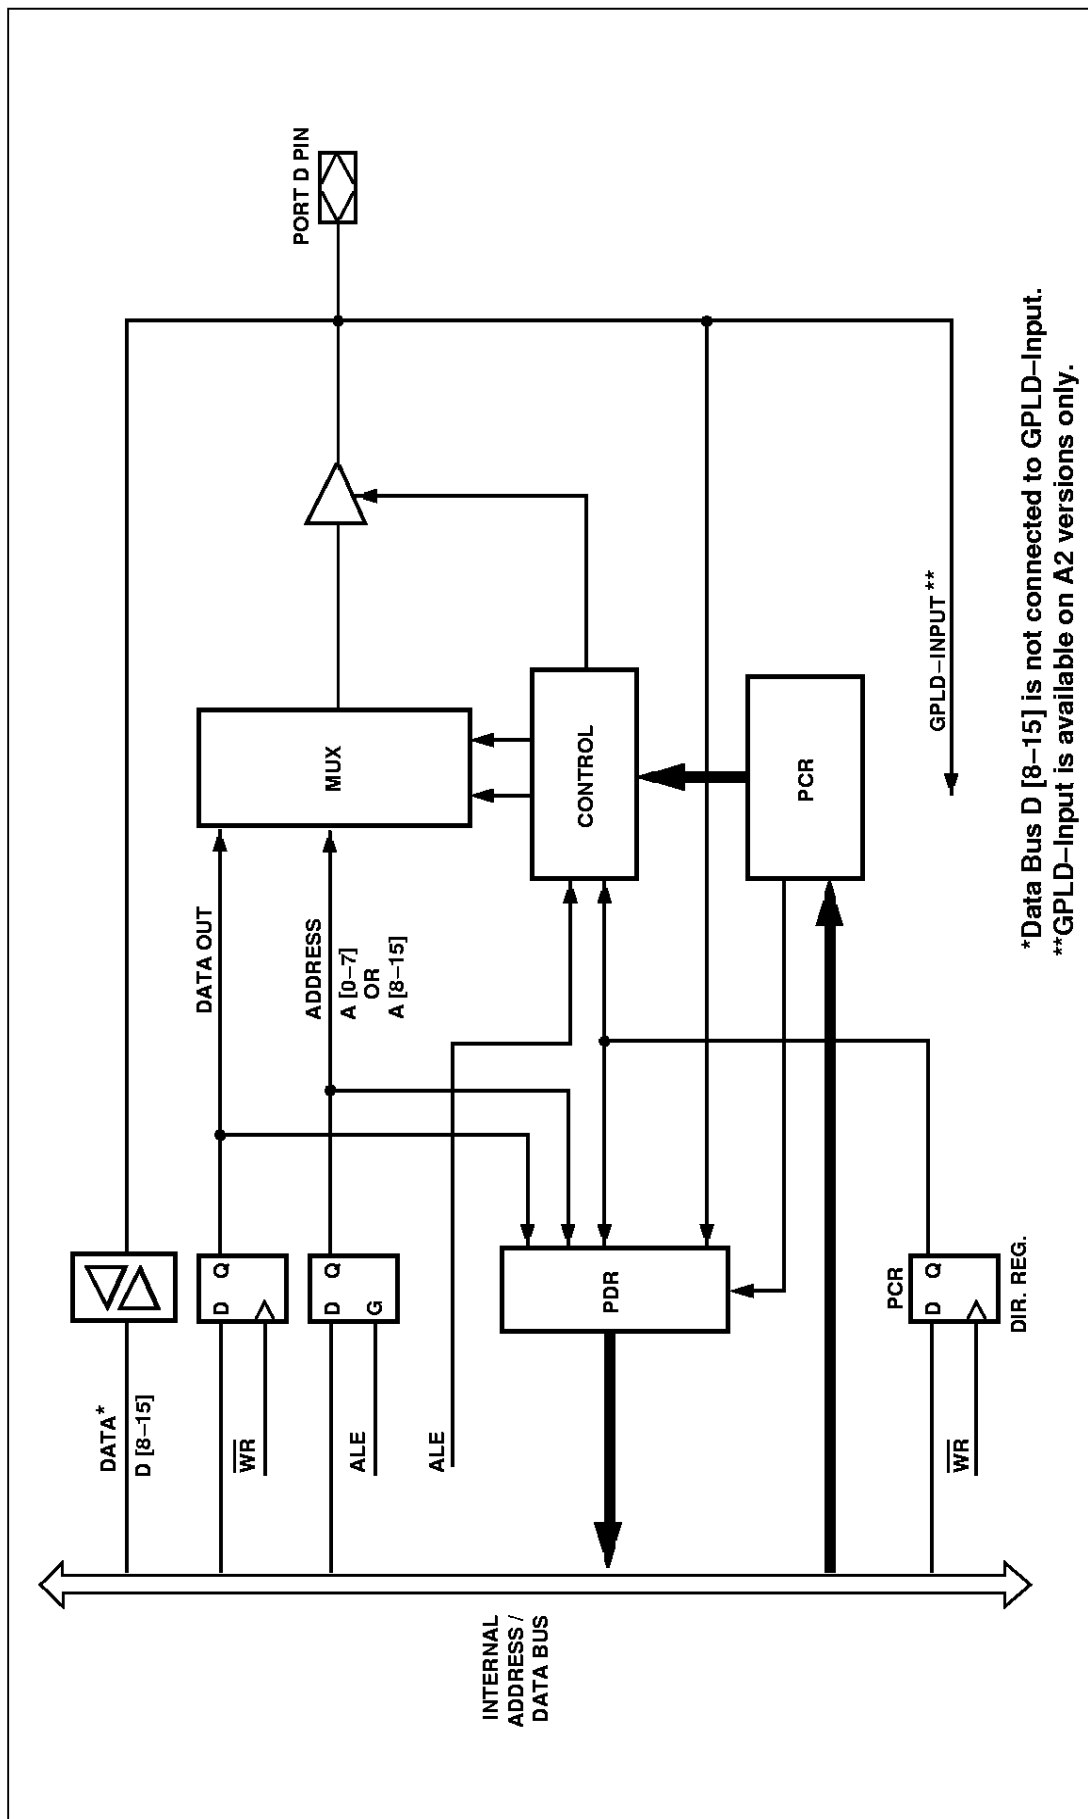 PORT D PIN
DATA*
D [8–15]
D Q
WR
DATA OUT
MUX
D Q
G
ALE
ADDRESS
A [0–7]
OR
A [8–15]
ALE
CONTROL
INTERNAL
ADDRESS /
DATA BUS
PDR
PCR
PCR
D Q
WR
DIR. REG.
GPLD–INPUT **
*Data Bus D [8–15] is not connected to GPLD–Input.
**GPLD–Input is available on A2 versions only.